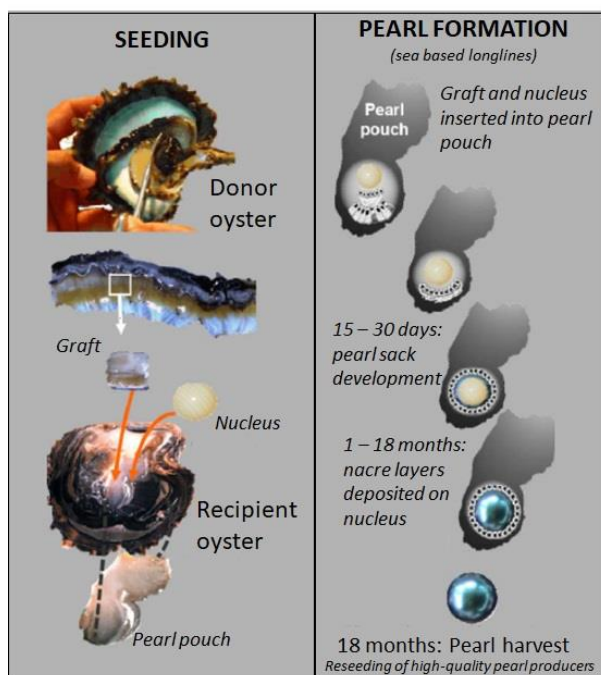 SEEDING
Donor
oyster
Graft
Nucleus
Recipient
oyster
Pearl pouch
PEARL FORMATION
(sea based longlines)
Pearl
pouch
Graft and nucleus
inserted into pearl
pouch
15 – 30 days:
pearl sack
development
1 – 18 months:
nacre layers
deposited on
nucleus
18 months: Pearl harvest
Reseeding of high-quality pearl producers